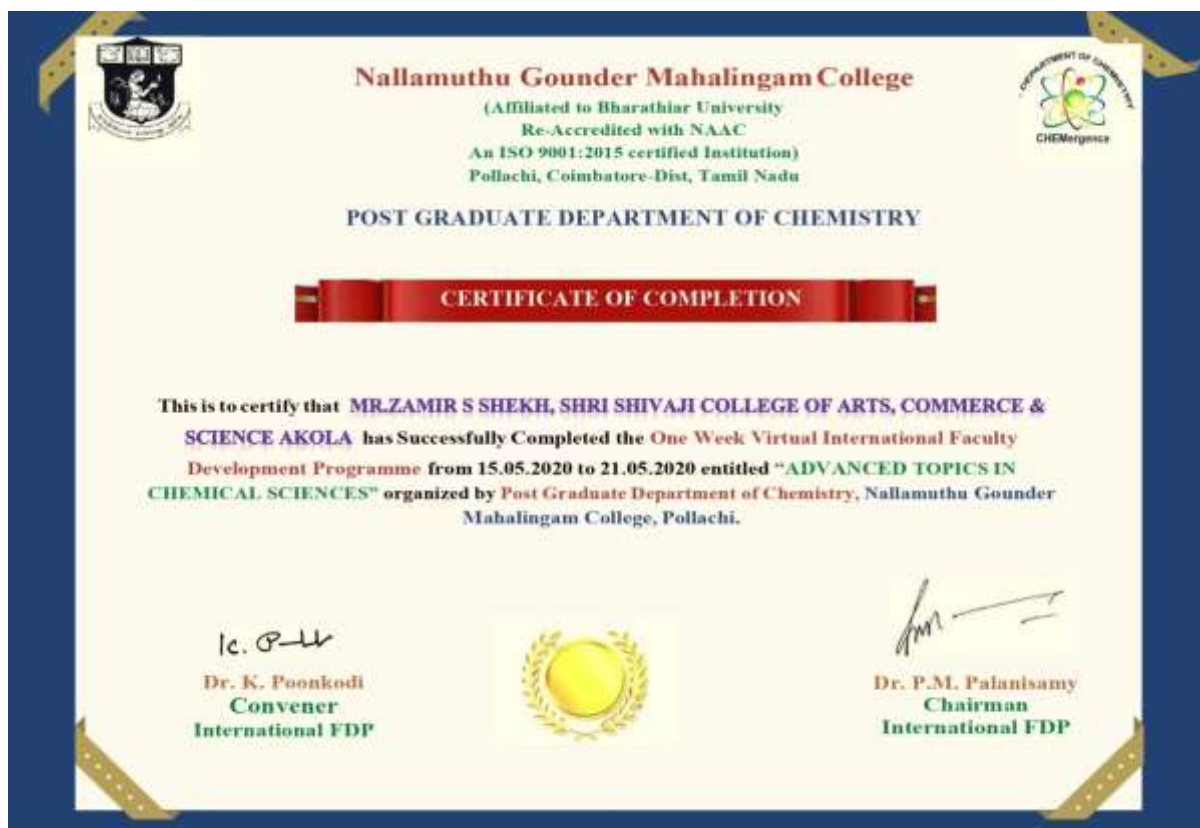 Nallamuthu Gounder Mahalingam College
(Affiliated to Bharathiar University
Re-Accredited with NAAC
An ISO 9001:2015 certified Institution)
Pollachi, Coimbatore-Dist, Tamil Nadu
DEPARTMENT OF CHEMISTRY
CHEMergence
POST GRADUATE DEPARTMENT OF CHEMISTRY
CERTIFICATE OF COMPLETION
This is to certify that MR.ZAMIR S SHEKH, SHRI SHIVAJI COLLEGE OF ARTS, COMMERCE &
SCIENCE AKOLA has Successfully Completed the One Week Virtual International Faculty
Development Programme from 15.05.2020 to 21.05.2020 entitled “ADVANCED TOPICS IN
CHEMICAL SCIENCES” organized by Post Graduate Department of Chemistry, Nallamuthu Gounder
Mahalingam College, Pollachi.
Dr. K. Poonkodi
Convener
International FDP
Dr. P.M. Palanisamy
Chairman
International FDP